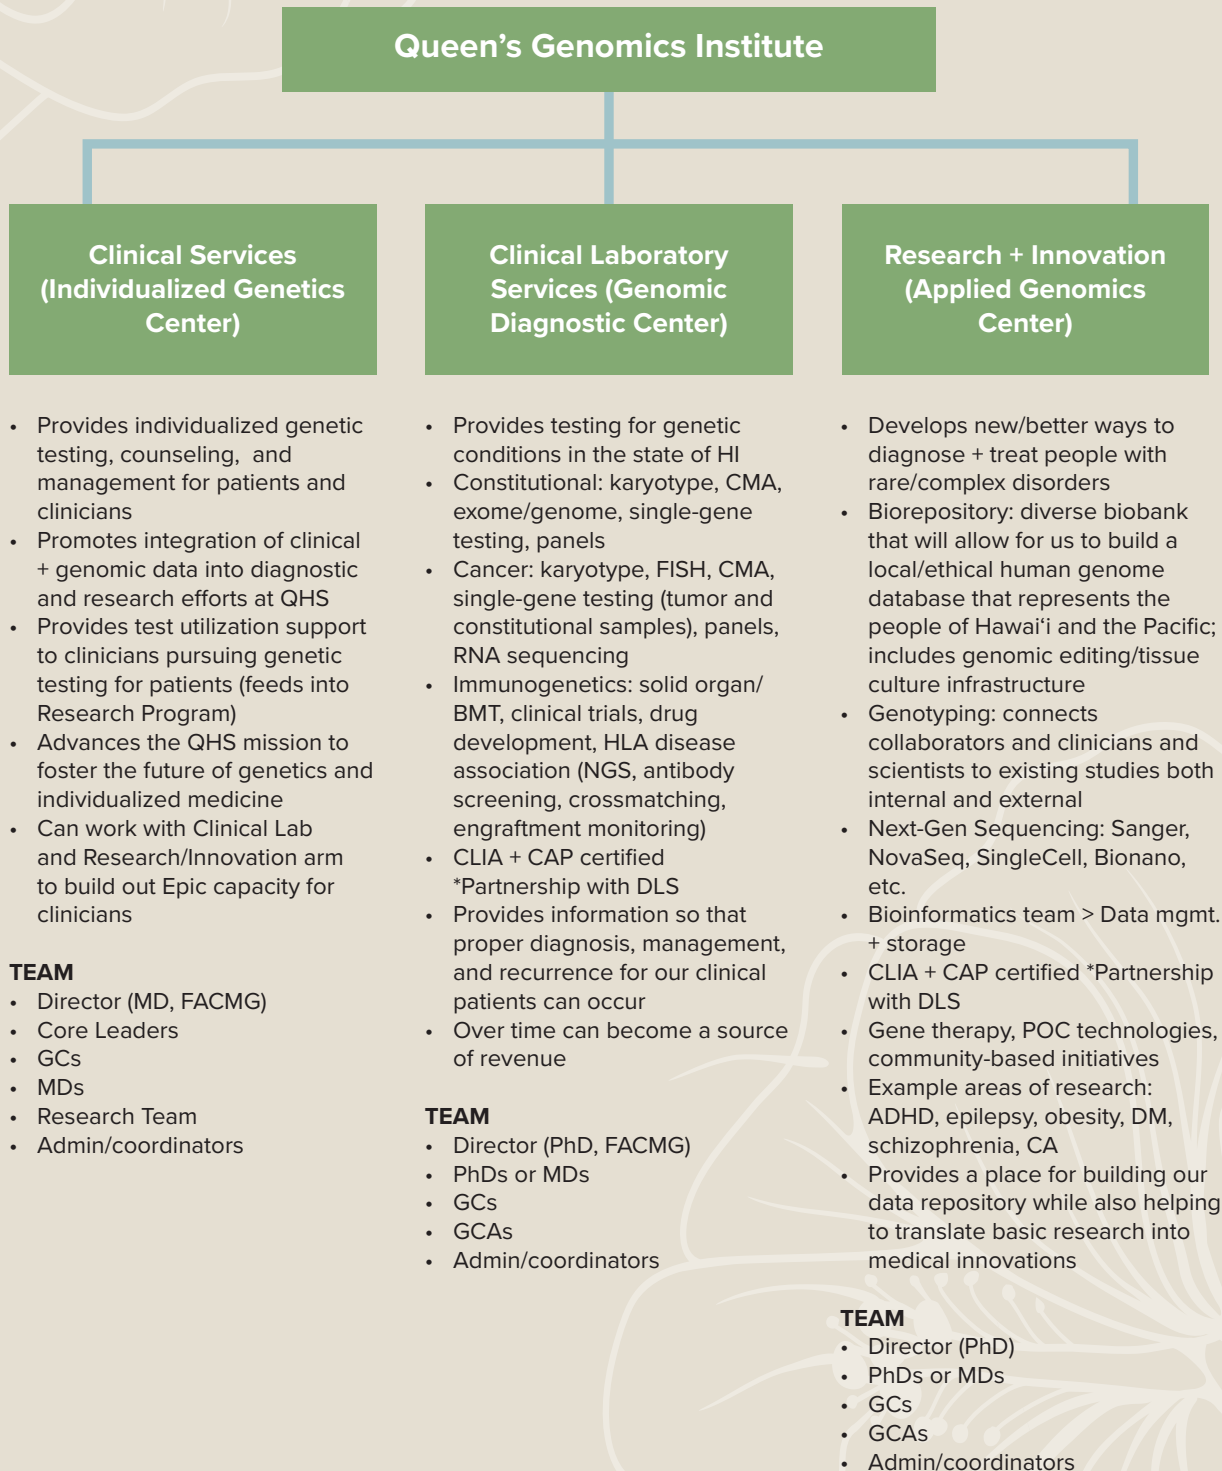 Queen’s Genomics Institute
Clinical Services
(Individualized Genetics
Center)
• Provides individualized genetic
testing, counseling,  and
management for patients and
clinicians
• Promotes integration of clinical
+ genomic data into diagnostic
and research efforts at QHS
• Provides test utilization support
to clinicians pursuing genetic
testing for patients (feeds into
Research Program)
• Advances the QHS mission to
foster the future of genetics and
individualized medicine
• Can work with Clinical Lab
and Research/Innovation arm
to build out Epic capacity for
clinicians
TEAM
• Director (MD, FACMG)
• Core Leaders
• GCs
• MDs
• Research Team
• Admin/coordinators
Clinical Laboratory
Services (Genomic
Diagnostic Center)
• Provides testing for genetic
conditions in the state of HI
• Constitutional: karyotype, CMA,
exome/genome, single-gene
testing, panels
• Cancer: karyotype, FISH, CMA,
single-gene testing (tumor and
constitutional samples), panels,
RNA sequencing
• Immunogenetics: solid organ/
BMT, clinical trials, drug
development, HLA disease
association (NGS, antibody
screening, crossmatching,
engraftment monitoring)
• CLIA + CAP certified
*Partnership with DLS
• Provides information so that
proper diagnosis, management,
and recurrence for our clinical
patients can occur
• Over time can become a source
of revenue
TEAM
• Director (PhD, FACMG)
• PhDs or MDs
• GCs
• GCAs
• Admin/coordinators
Research + Innovation
(Applied Genomics
Center)
• Develops new/better ways to
diagnose + treat people with
rare/complex disorders
• Biorepository: diverse biobank
that will allow for us to build a
local/ethical human genome
database that represents the
people of Hawai‘i and the Pacific;
includes genomic editing/tissue
culture infrastructure
• Genotyping: connects
collaborators and clinicians and
scientists to existing studies both
internal and external
• Next-Gen Sequencing: Sanger,
NovaSeq, SingleCell, Bionano,
etc.
• Bioinformatics team > Data mgmt.
+ storage
• CLIA + CAP certified *Partnership
with DLS
• Gene therapy, POC technologies,
community-based initiatives
• Example areas of research:
ADHD, epilepsy, obesity, DM,
schizophrenia, CA
• Provides a place for building our
data repository while also helping
to translate basic research into
medical innovations
TEAM
• Director (PhD)
• PhDs or MDs
• GCs
• GCAs
• Admin/coordinators